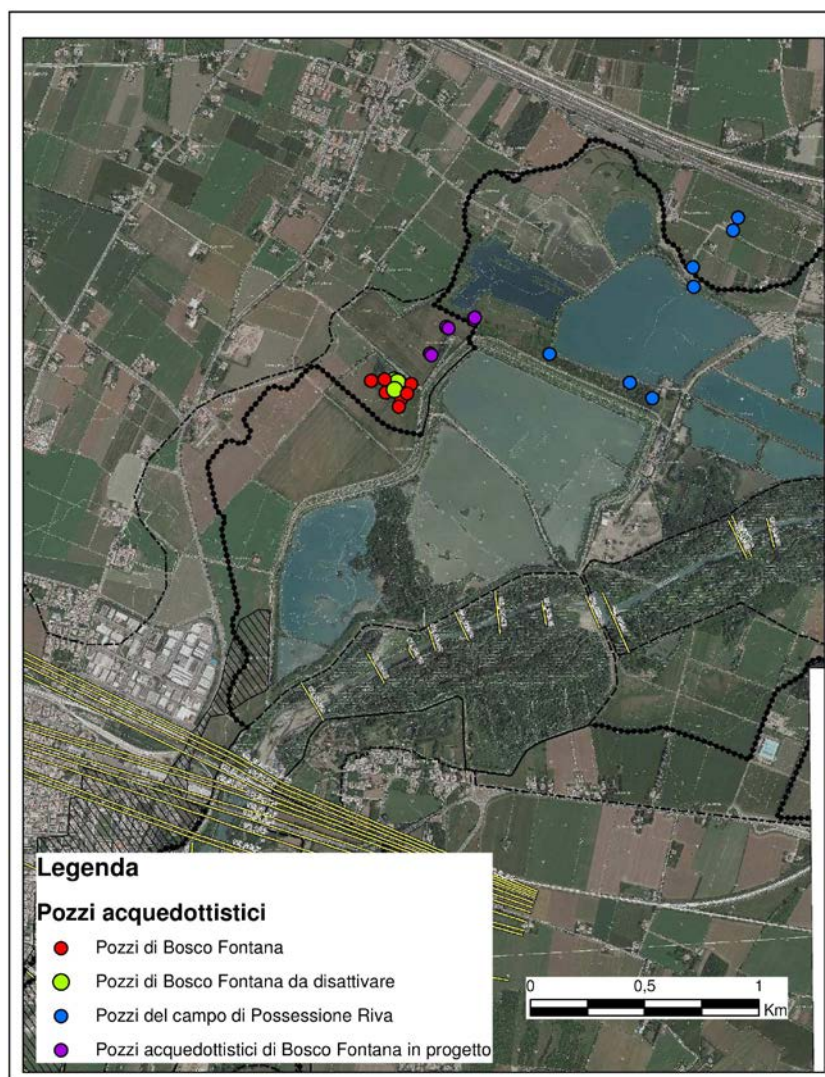 Legenda
Pozzi acquedottistici
Pozzi di Bosco Fontana
Pozzi di Bosco Fontana da disattivare
Pozzi del campo di Possessione Riva
Pozzi acquedottistici di Bosco Fontana in progetto
0 0,5 1
Km